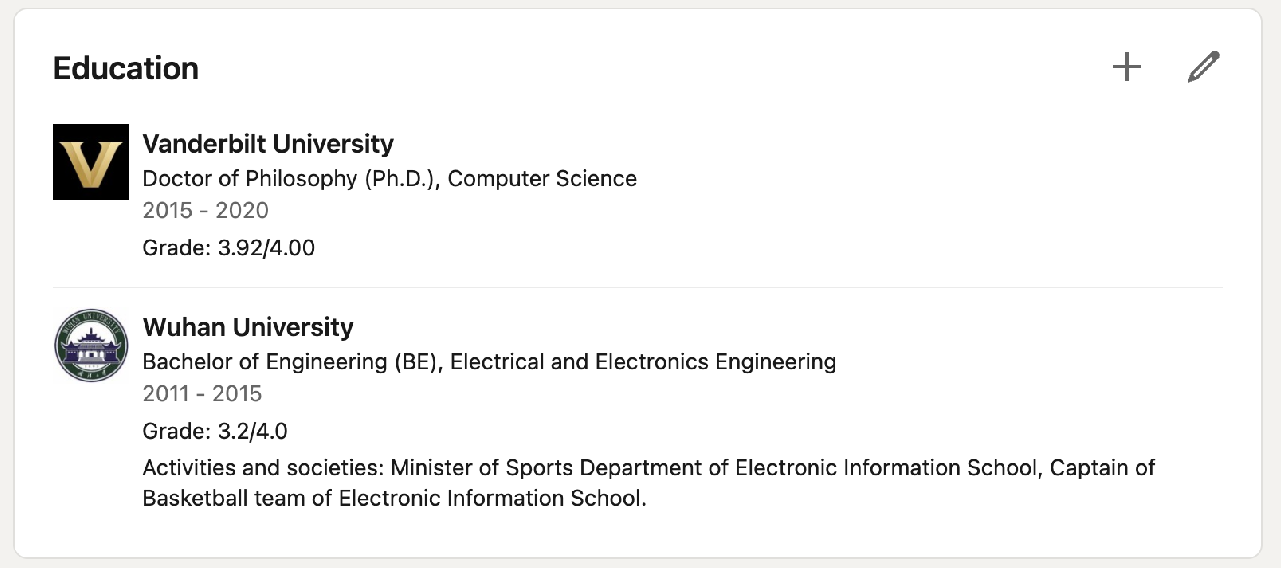 Education
Vanderbilt University
Doctor of Philosophy (Ph.D.), Computer Science
2015 - 2020
Grade: 3.92/4.00
Wuhan University
Bachelor of Engineering (BE), Electrical and Electronics Engineering
2011 - 2015
Grade: 3.2/4.0
Activities and societies: Minister of Sports Department of Electronic Information School, Captain of
Basketball team of Electronic Information School.